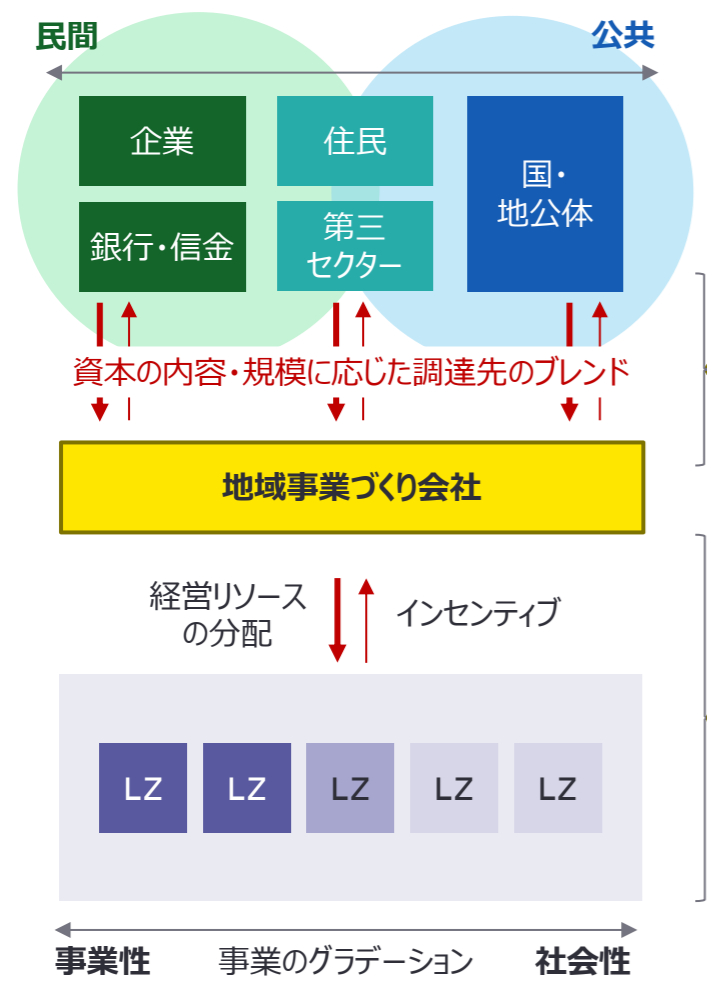 民間
公共
企業
住民
国・
地公体
銀行・信金
第三
セクター
資本の内容・規模に応じた調達先のブレンド
地域事業づくり会社
経営リソース
の分配
インセンティブ
LZ
LZ
LZ
LZ
LZ
事業性
事業のグラデーション
社会性